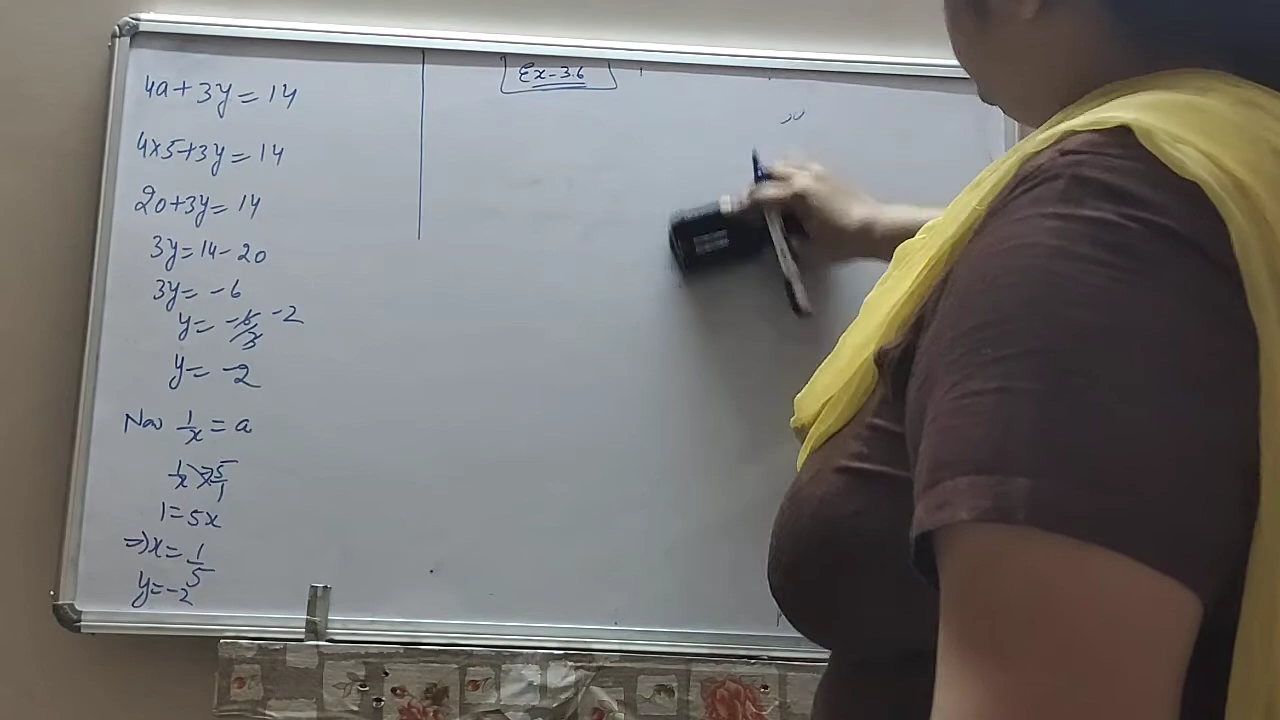 4a+3y=14
4×5+3y=14
20+3y=14
3y=14-20
3y=-6
y=-6/3 -2
y=-2
Now 1/x=a
1/x=5/1
1=5x
⇒x=1/5
y=-2
Ex-3.6